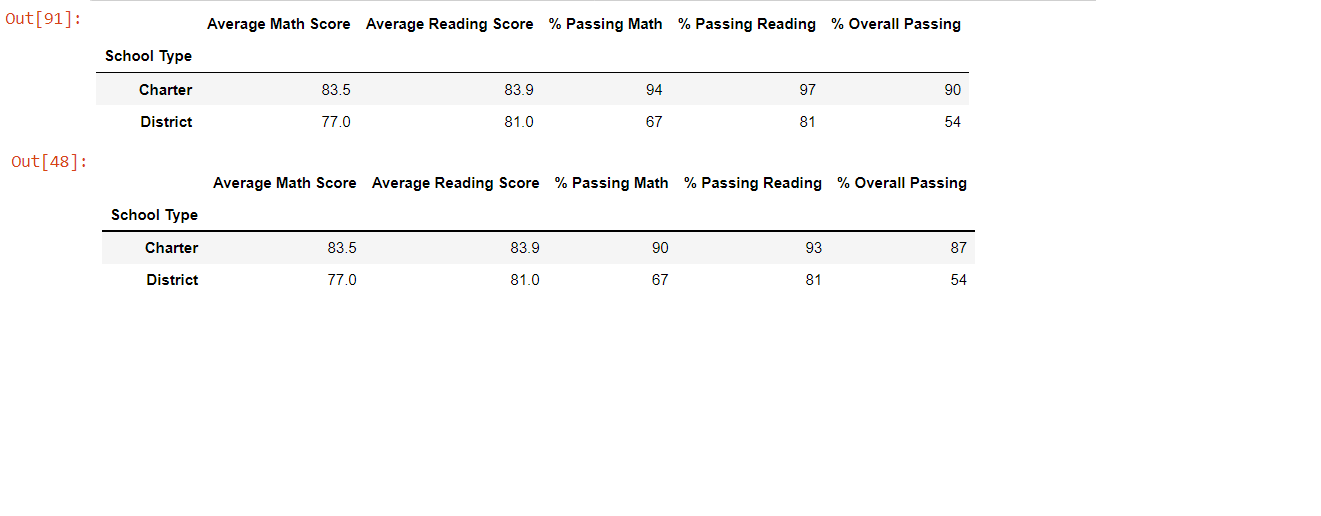 Out[91]:
Average Math Score Average Reading Score % Passing Math % Passing Reading % Overall Passing
School Type
Charter 83.5 83.9 94 97 90
District 77.0 81.0 67 81 54
Out[48]:
Average Math Score Average Reading Score % Passing Math % Passing Reading % Overall Passing
School Type
Charter 83.5 83.9 90 93 87
District 77.0 81.0 67 81 54